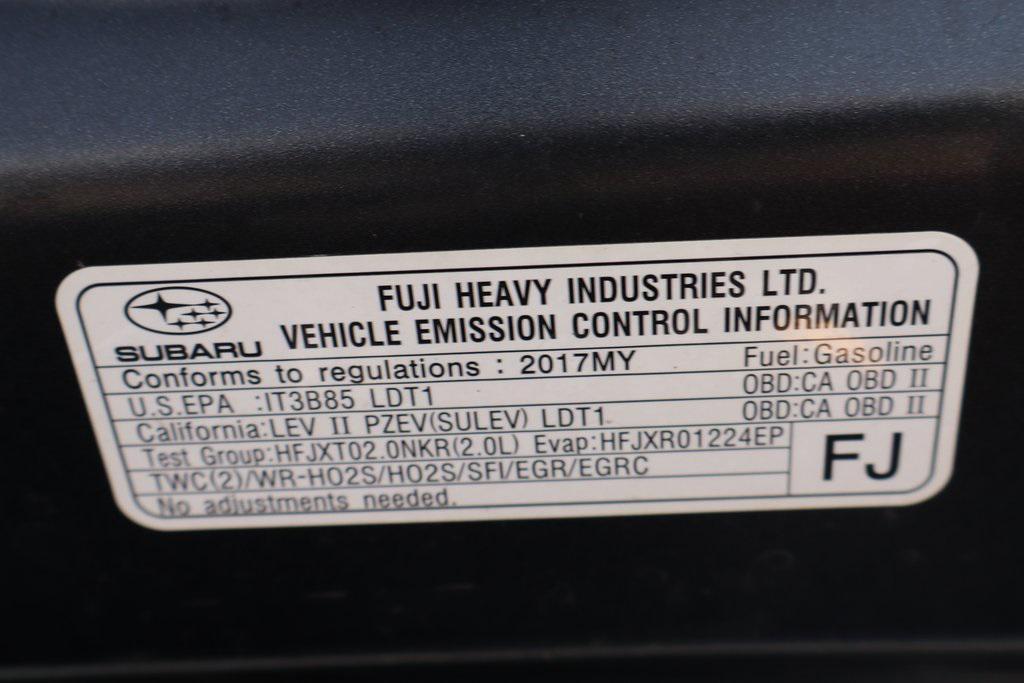 FUJI HEAVY INDUSTRIES LTD.
SUBARU VEHICLE EMISSION CONTROL INFORMATION
Conforms to regulations : 2017MY Fuel:Gasoline
U.S.EPA :IT3B85 LDT1 OBD:CA OBD II
California:LEV II PZEV(SULEV) LDT1 OBD:CA OBD II
Test Group:HFJXT02.0NKR(2.0L) Evap:HFJXR01224EP
TWC(2)/WR-HO2S/HO2S/SFI/EGR/EGRC
FJ
No adjustments needed.